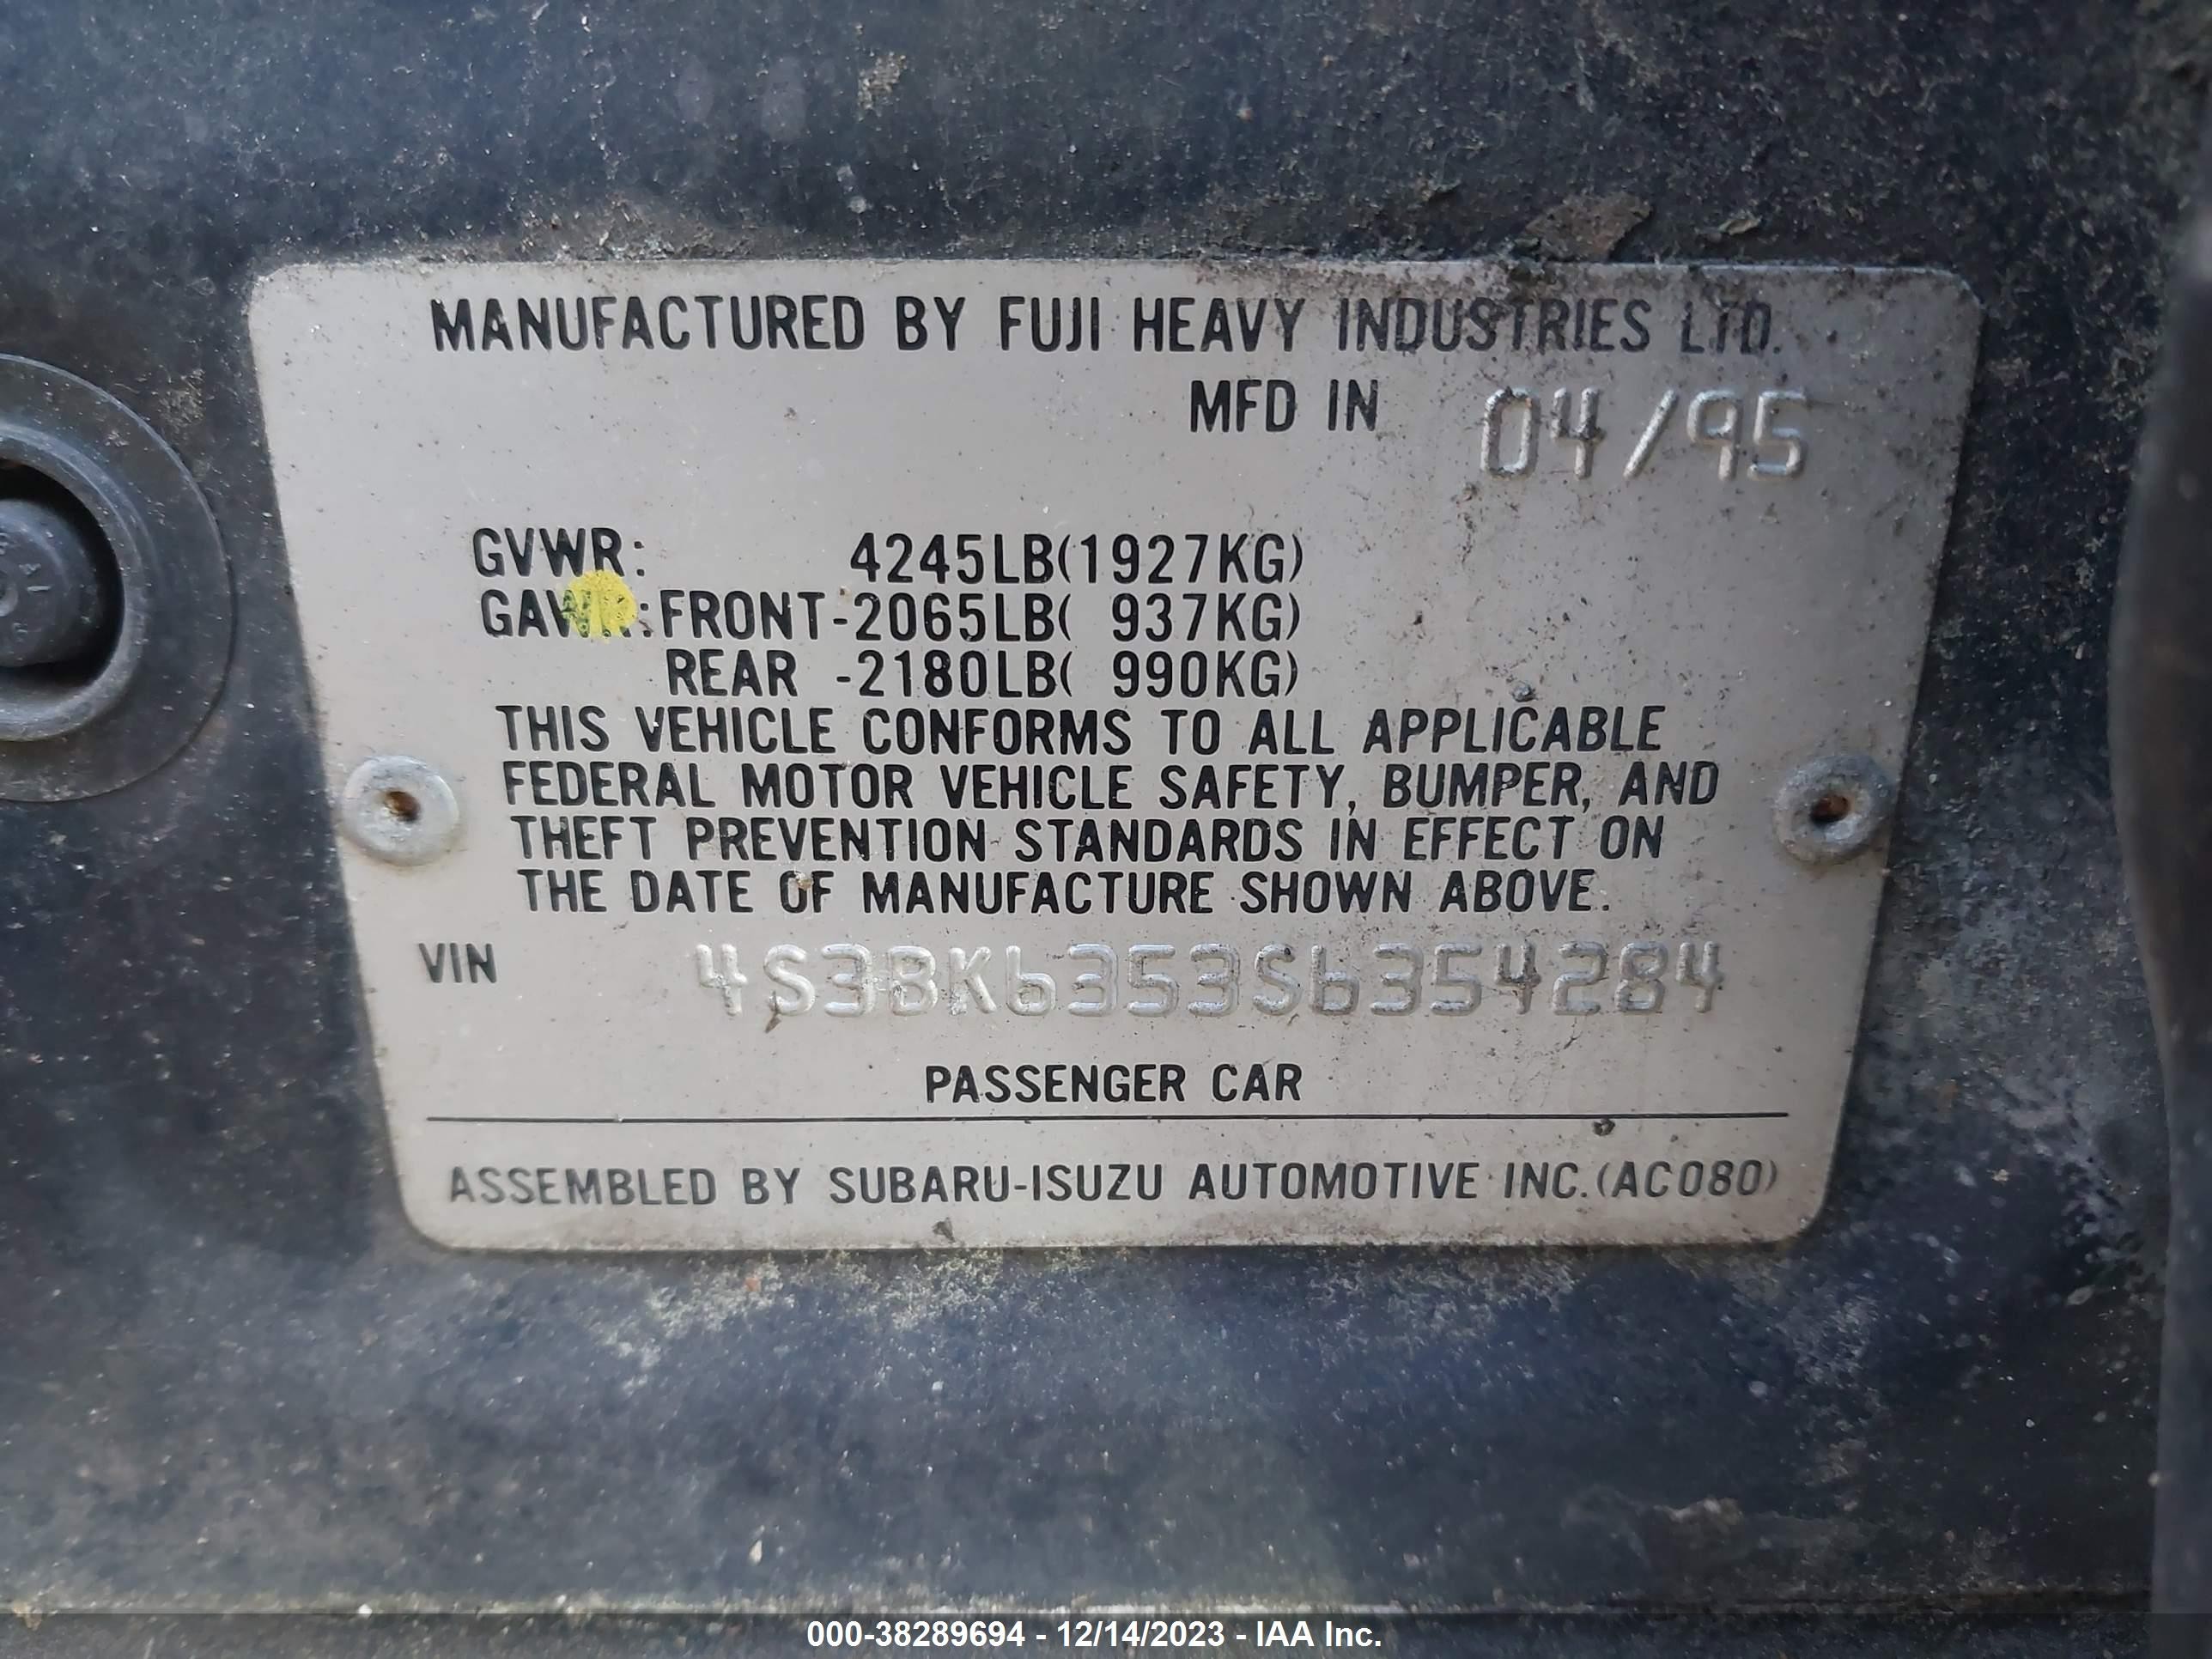 MANUFACTURED BY FUJI HEAVY INDUSTRIES LTD.
MFD IN 04/95
GVWR: 4245LB(1927KG)
GAWR:FRONT-2065LB( 937KG)
REAR -2180LB( 990KG)
THIS VEHICLE CONFORMS TO ALL APPLICABLE
FEDERAL MOTOR VEHICLE SAFETY, BUMPER, AND
THEFT PREVENTION STANDARDS IN EFFECT ON
THE DATE OF MANUFACTURE SHOWN ABOVE.
VIN 4S3BK6353S6354284
PASSENGER CAR
ASSEMBLED BY SUBARU-ISUZU AUTOMOTIVE INC.(AC080)
000-38289694 - 12/14/2023 - IAA Inc.